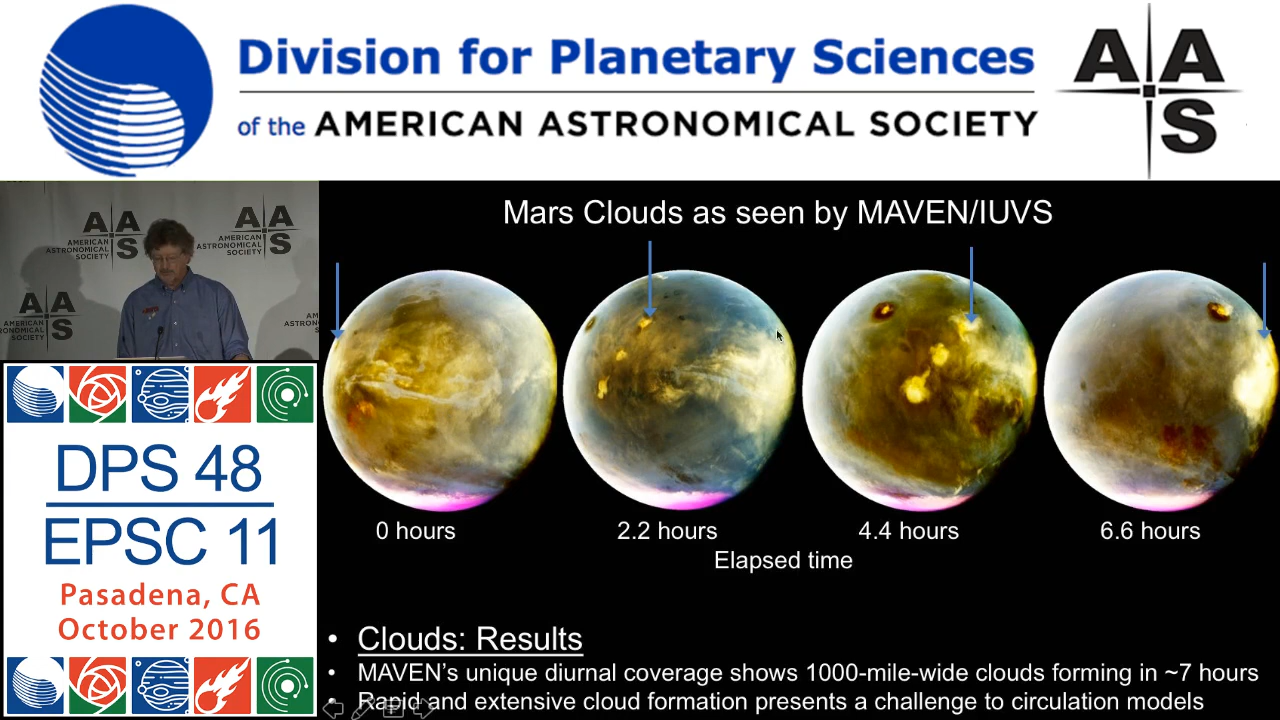 Division for Planetary Sciences
of the AMERICAN ASTRONOMICAL SOCIETY
A A
S
A A
S
AMERICAN
ASTRONOMICAL
SOCIETY
A A
S
AMERICAN
ASTRONOMICAL
SOCIETY
A A
S
AMERICAN
SOCIETY
DPS 48
EPSC 11
Pasadena, CA
October 2016
Mars Clouds as seen by MAVEN/IUVS
0 hours
2.2 hours
4.4 hours
6.6 hours
Elapsed time
• Clouds: Results
• MAVEN's unique diurnal coverage shows 1000-mile-wide clouds forming in ~7 hours
• Rapid and extensive cloud formation presents a challenge to circulation models